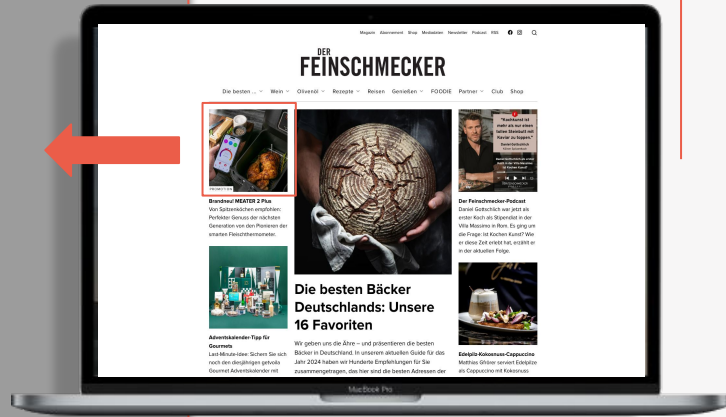 Magazin Abonnement Shop Mediadaten Newsletter Podcast RSS
DER
FEINSCHMECKER
Die besten ... Wein Olivenöl Rezepte Reisen Genießen FOODIE Partner Club Shop
PROMOTION
Brandneu! MEATER 2 Plus
Von Spitzenköchen empfohlen:
Perfekter Genuss der nächsten
Generation von den Pionieren der
smarten Fleischthermometer.
Adventskalender-Tipp für
Gourmets
Last-Minute-Idee: Sichern Sie sich
noch den diesjährigen getvolla
Gourmet Adventskalender mit
Die besten Bäcker
Deutschlands: Unsere
16 Favoriten
Wir geben uns die Ähre – und präsentieren die besten
Bäcker in Deutschland. In unserem aktuellen Guide für das
Jahr 2024 haben wir Hunderte Empfehlungen für Sie
zusammengetragen, das hier sind die besten Adressen der
"Kochkunst ist
mehr als nur einen
tollen Steinbutt mit
Kaviar zu toppen."
Daniel Gottschlich
Der Feinschmecker-Podcast
Daniel Gottschlich war jetzt als
erster Koch als Stipendiat in der
Villa Massimo in Rom. Es ging um
die Frage: Ist Kochen Kunst? Wie
er diese Zeit erlebt hat, erzählt er
in der aktuellen Folge.
Edelpilz-Kokosnuss-Cappuccino
Matthias Gfrörer serviert Edelpilze
als Cappuccino mit Kokosnuss
MacBook Pro